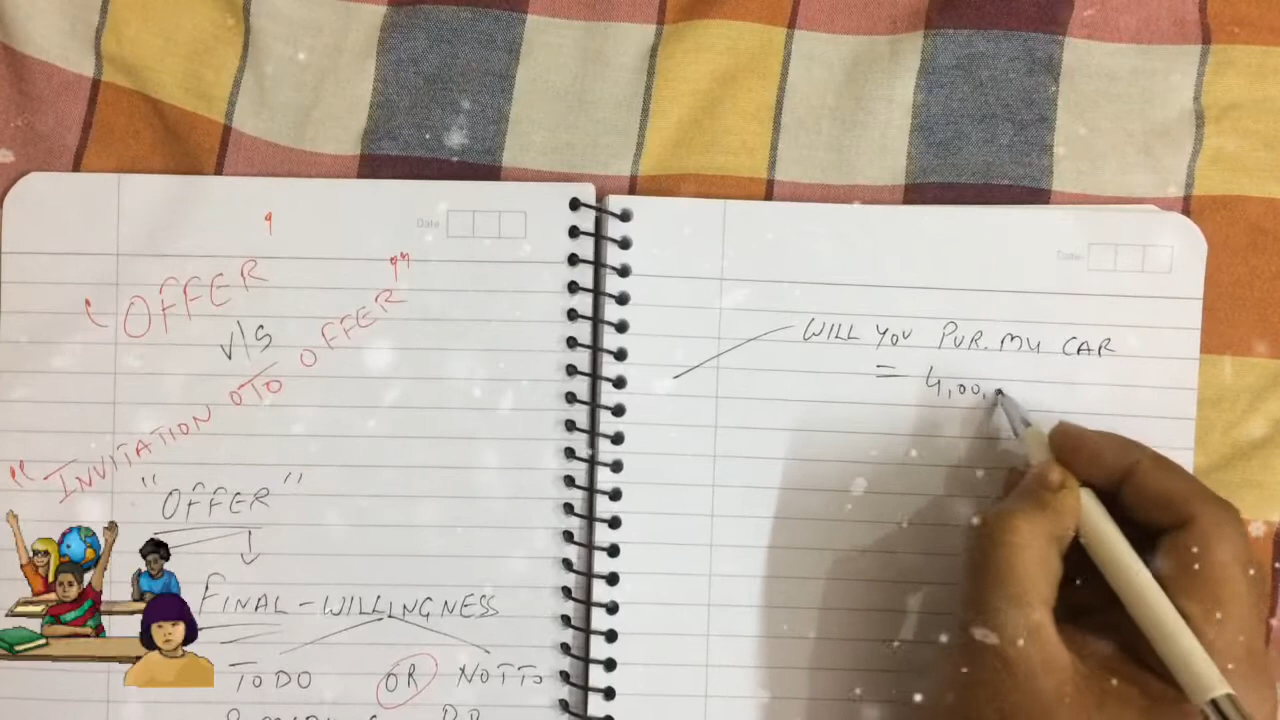 Date
"OFFER"
v/s
"INVITATION TO OFFER"
"OFFER"
FINAL-WILLINGNESS
TO DO OR NOT TO
Date
WILL YOU PUR. MY CAR
= 4,00,